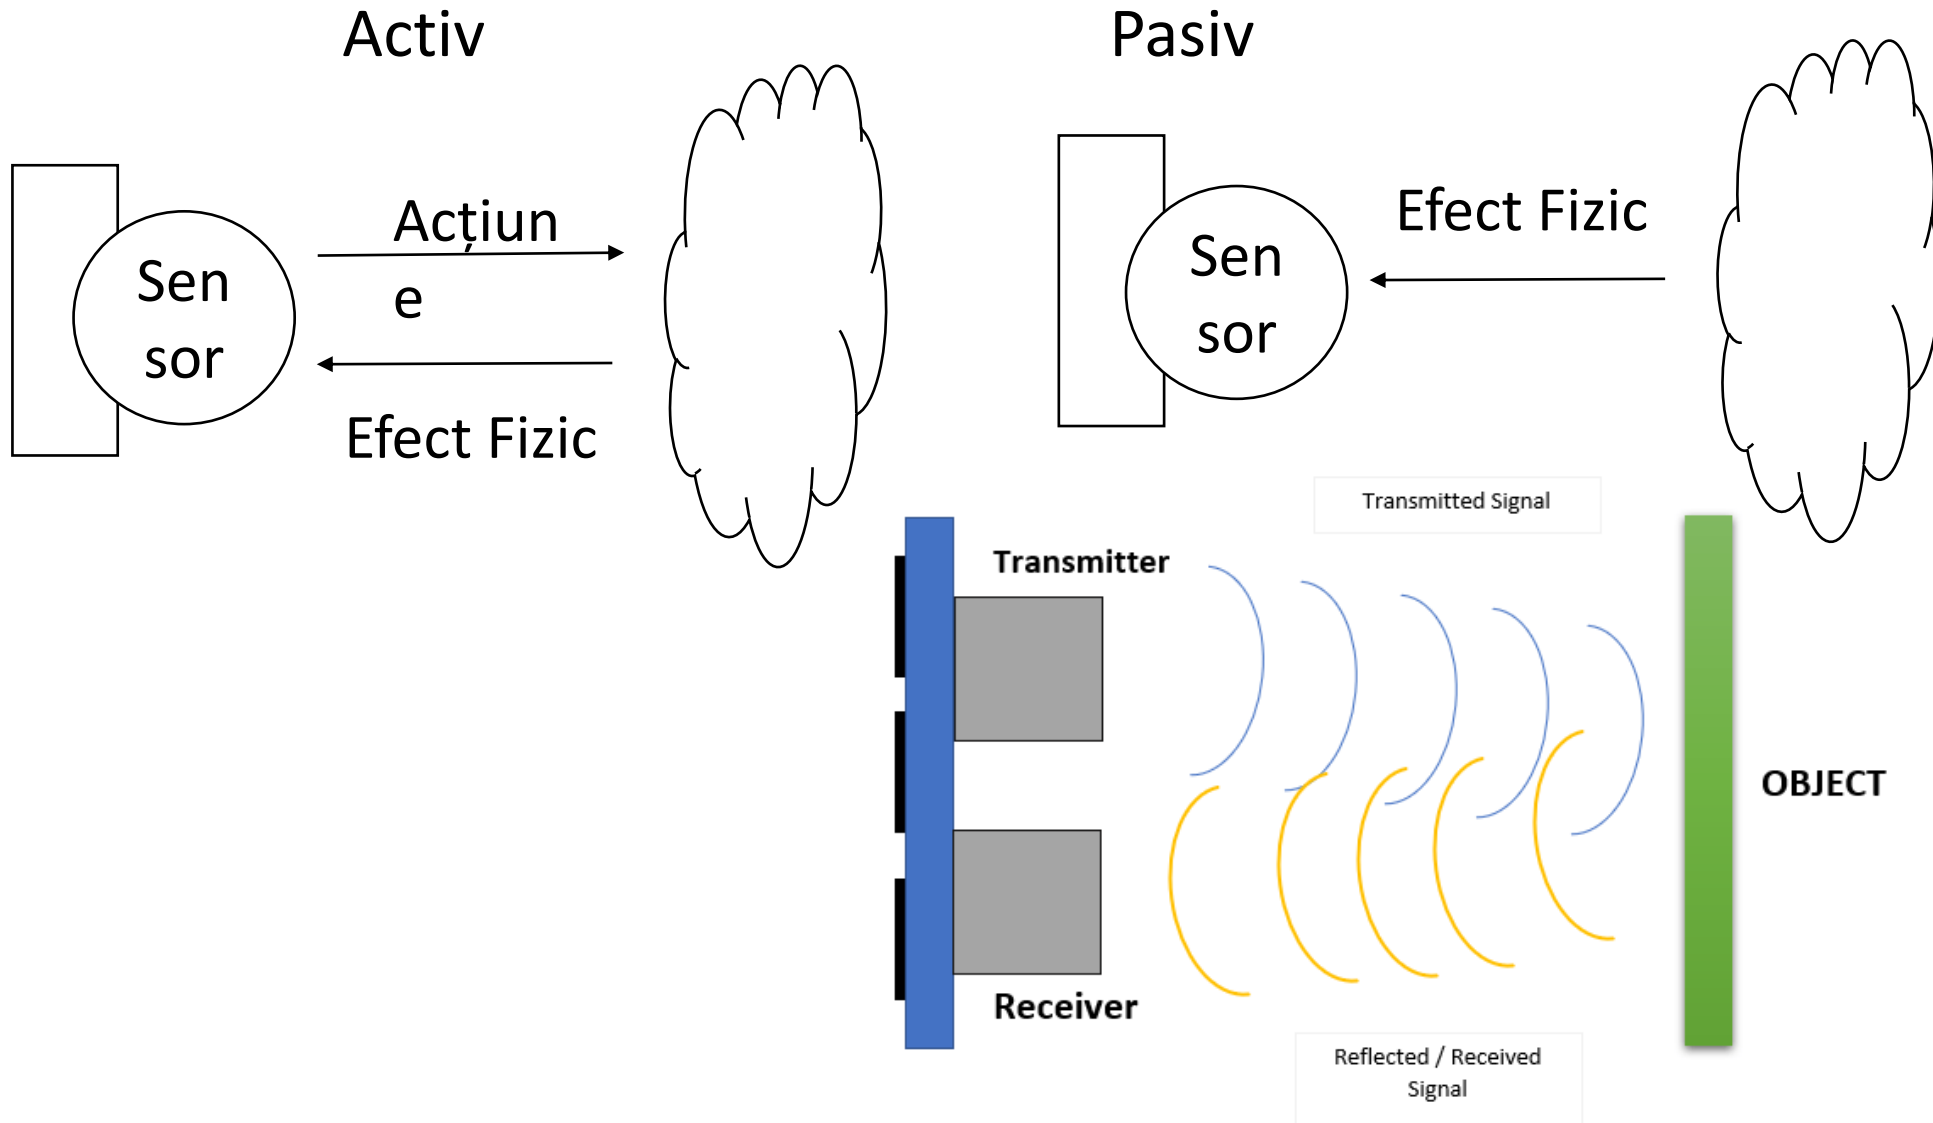 Activ
Pasiv
Acțiun
e
Sen
sor
Efect Fizic
Efect Fizic
Sen
sor
Transmitted Signal
Transmitter
OBJECT
Receiver
Reflected / Received
Signal